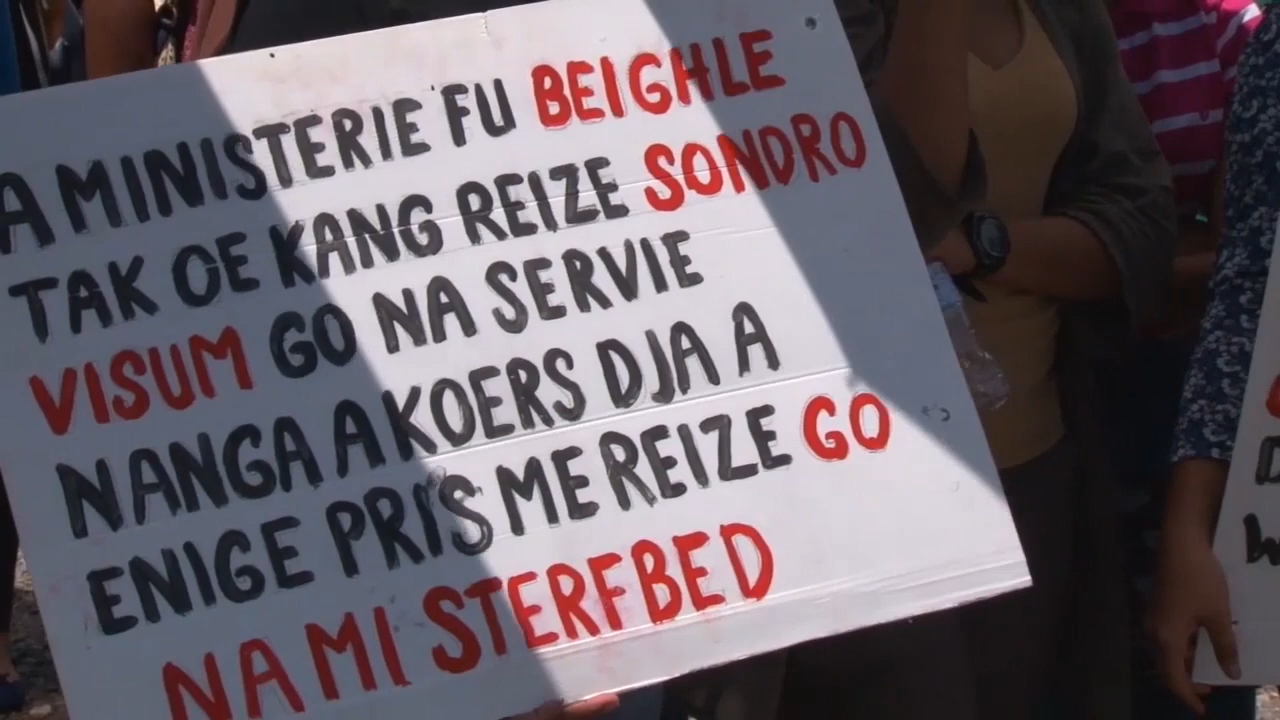 A MINISTERIE FU BEIGHLE
TAK OE KANG REIZE SONDRO
VISUM GO NA SERVIE
NANGA A KOERS DJA A
ENIGE PRIS ME REIZE GO
NA MI STERFBED